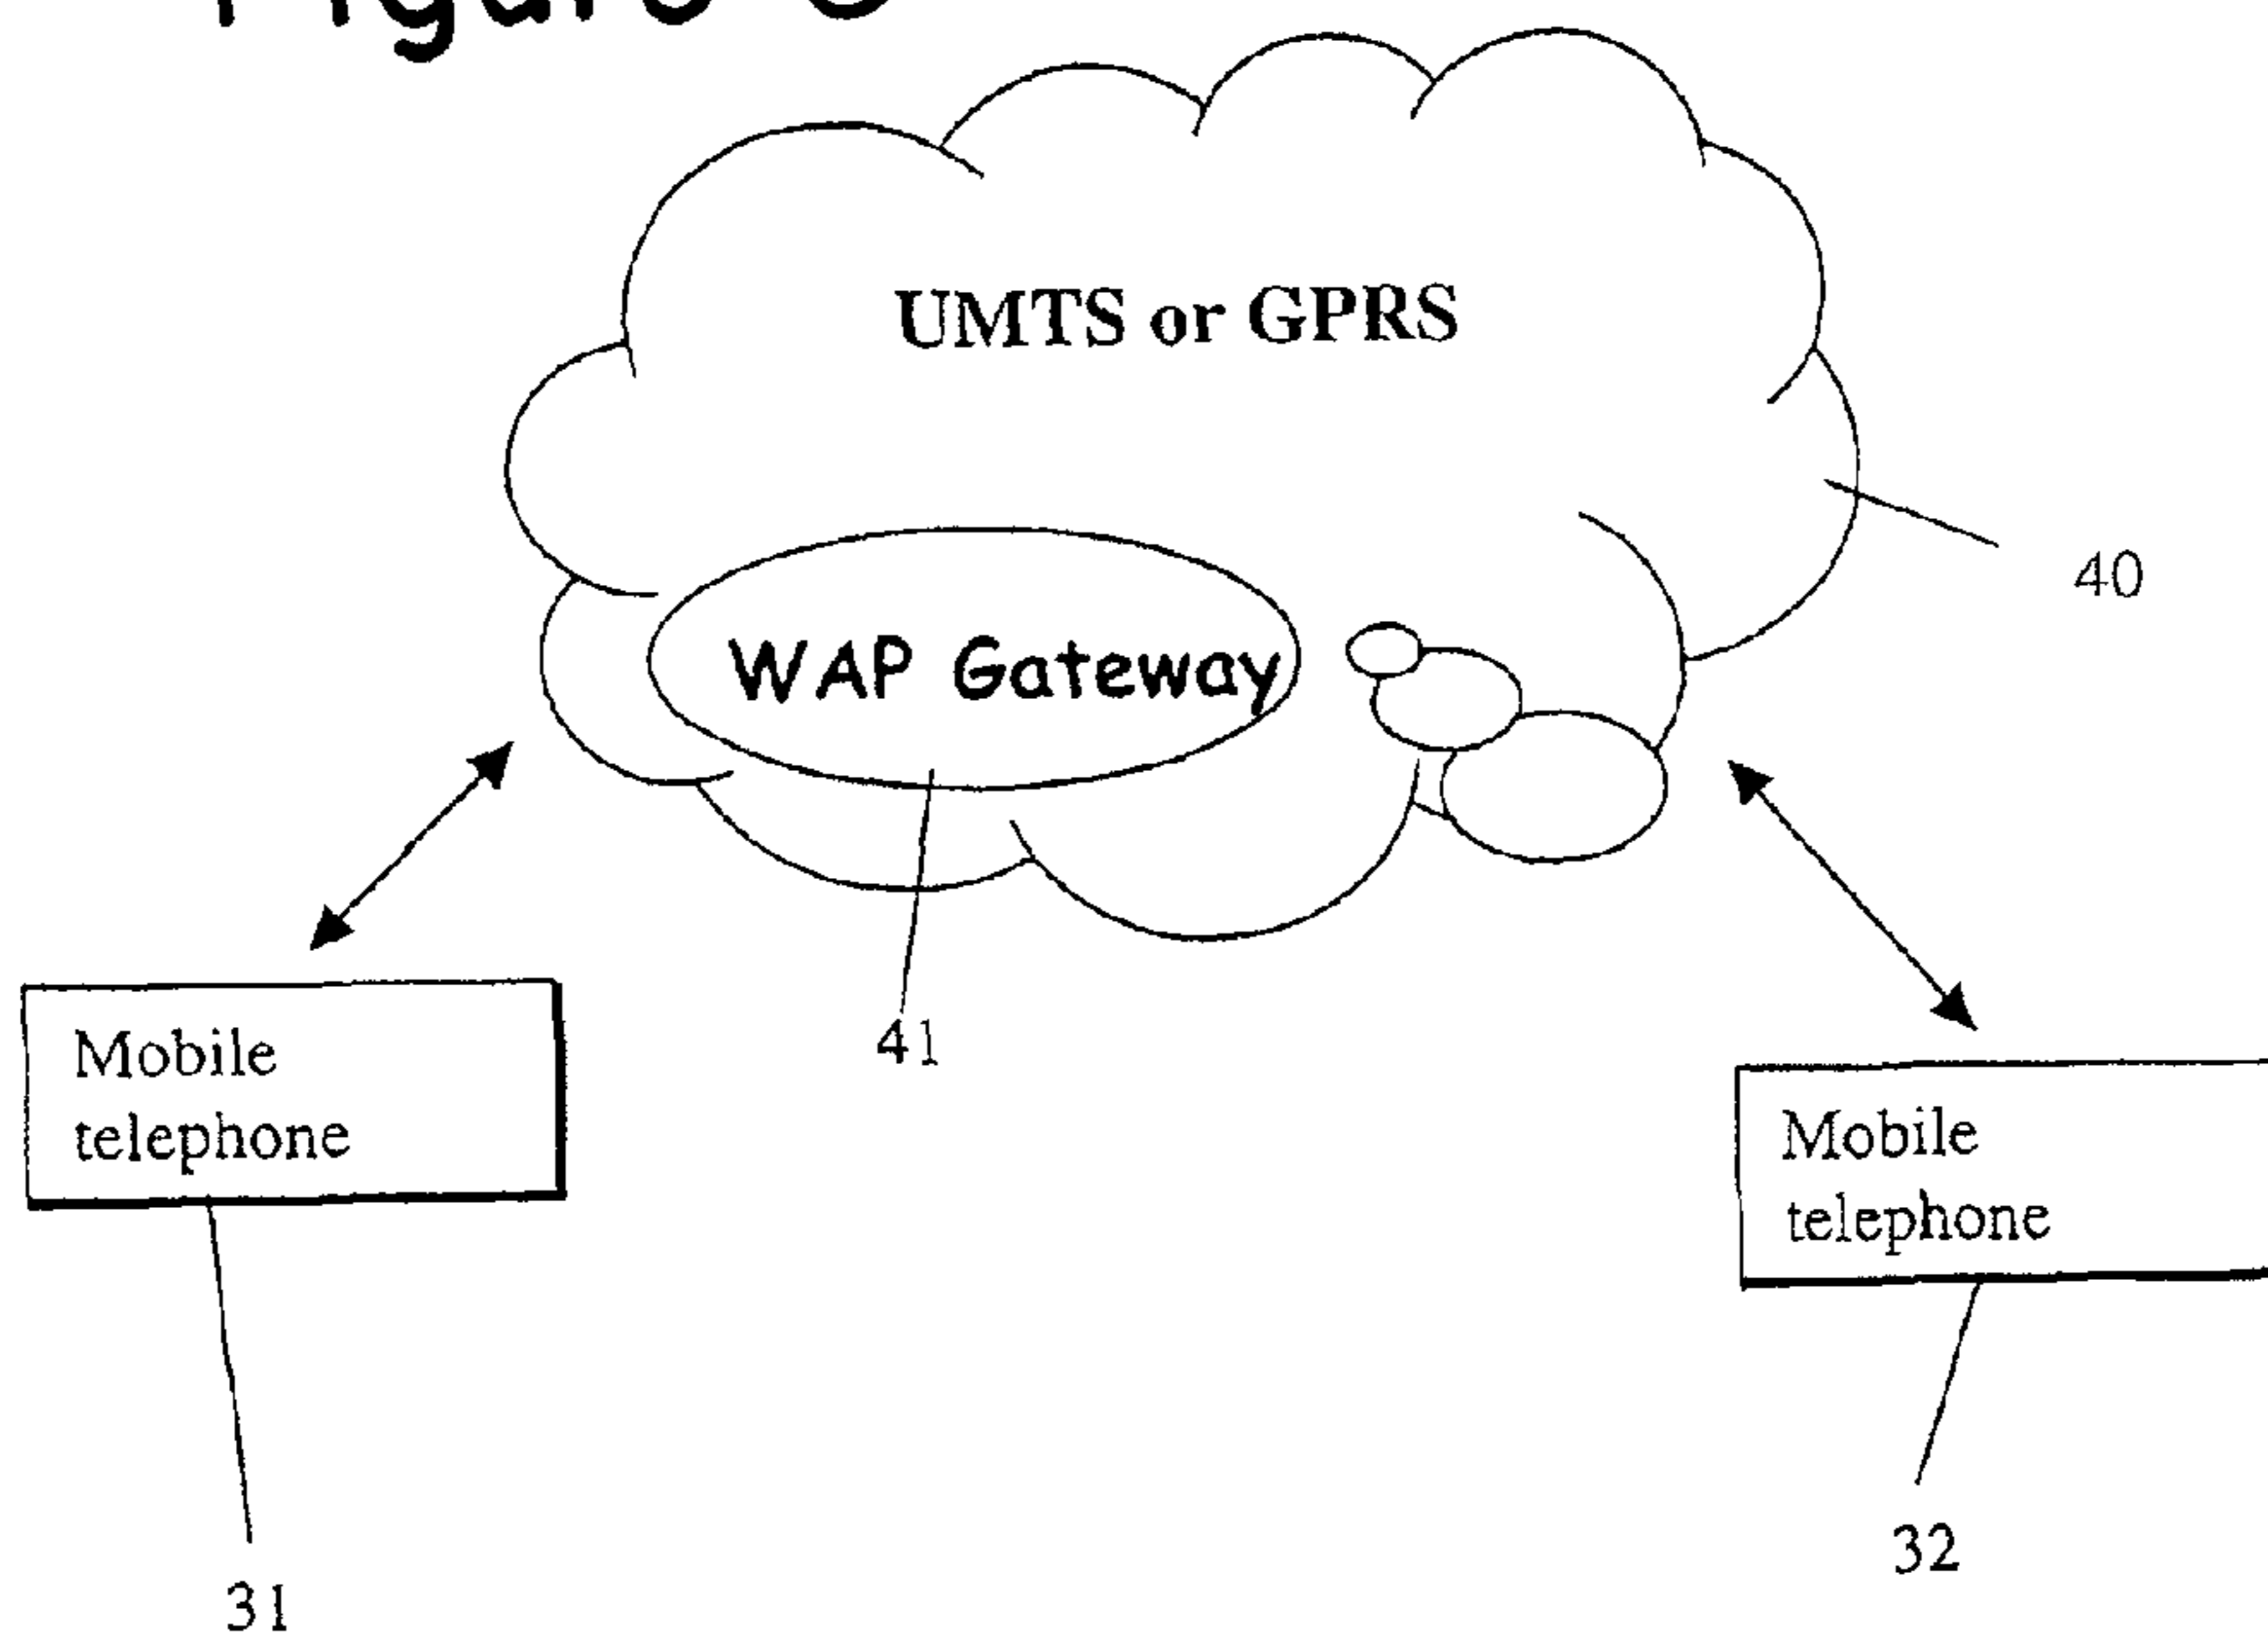 UMTS or GPRS
40
WAP Gateway
41
Mobile
telephone
Mobile
telephone
32
31